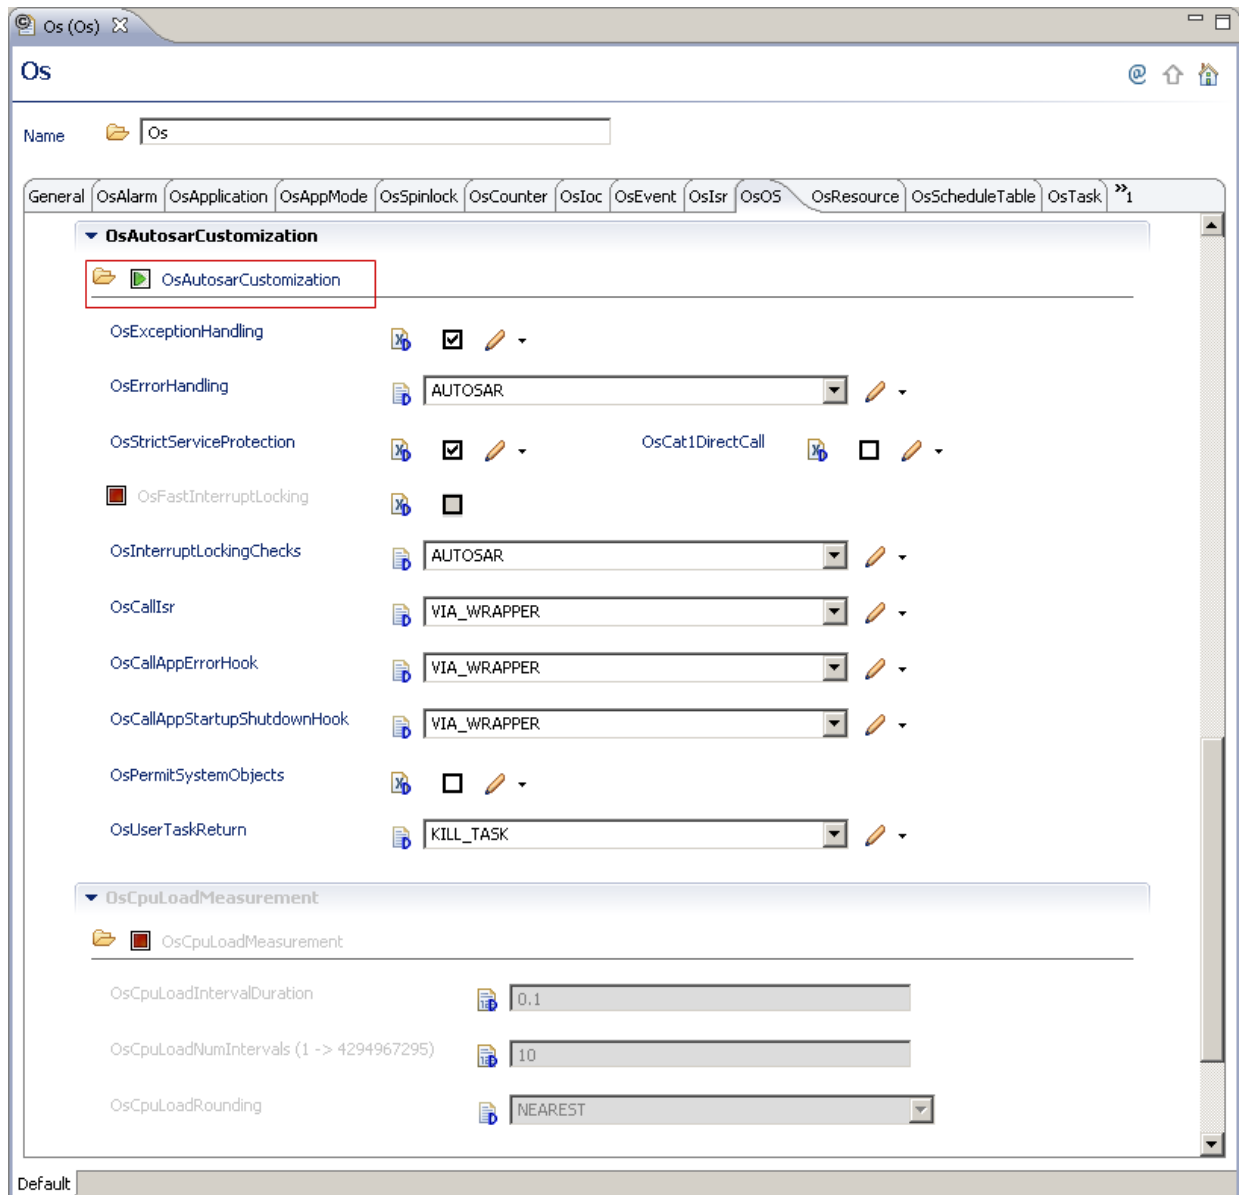 Os (Os)
Os
Name Os
General OsAlarm OsApplication OsAppMode OsSpinlock OsCounter OsIoc OsEvent OsIsr OsOS OsResource OsScheduleTable OsTask »1
OsAutosarCustomization
OsAutosarCustomization
OsExceptionHandling
OsErrorHandling AUTOSAR
OsStrictServiceProtection OsCat1DirectCall
OsFastInterruptLocking
OsInterruptLockingChecks AUTOSAR
OsCallIsr VIA_WRAPPER
OsCallAppErrorHook VIA_WRAPPER
OsCallAppStartupShutdownHook VIA_WRAPPER
OsPermitSystemObjects
OsUserTaskReturn KILL_TASK
OsCpuLoadMeasurement
OsCpuLoadMeasurement
OsCpuLoadIntervalDuration 0.1
OsCpuLoadNumIntervals (1 -> 4294967295) 10
OsCpuLoadRounding NEAREST
Default